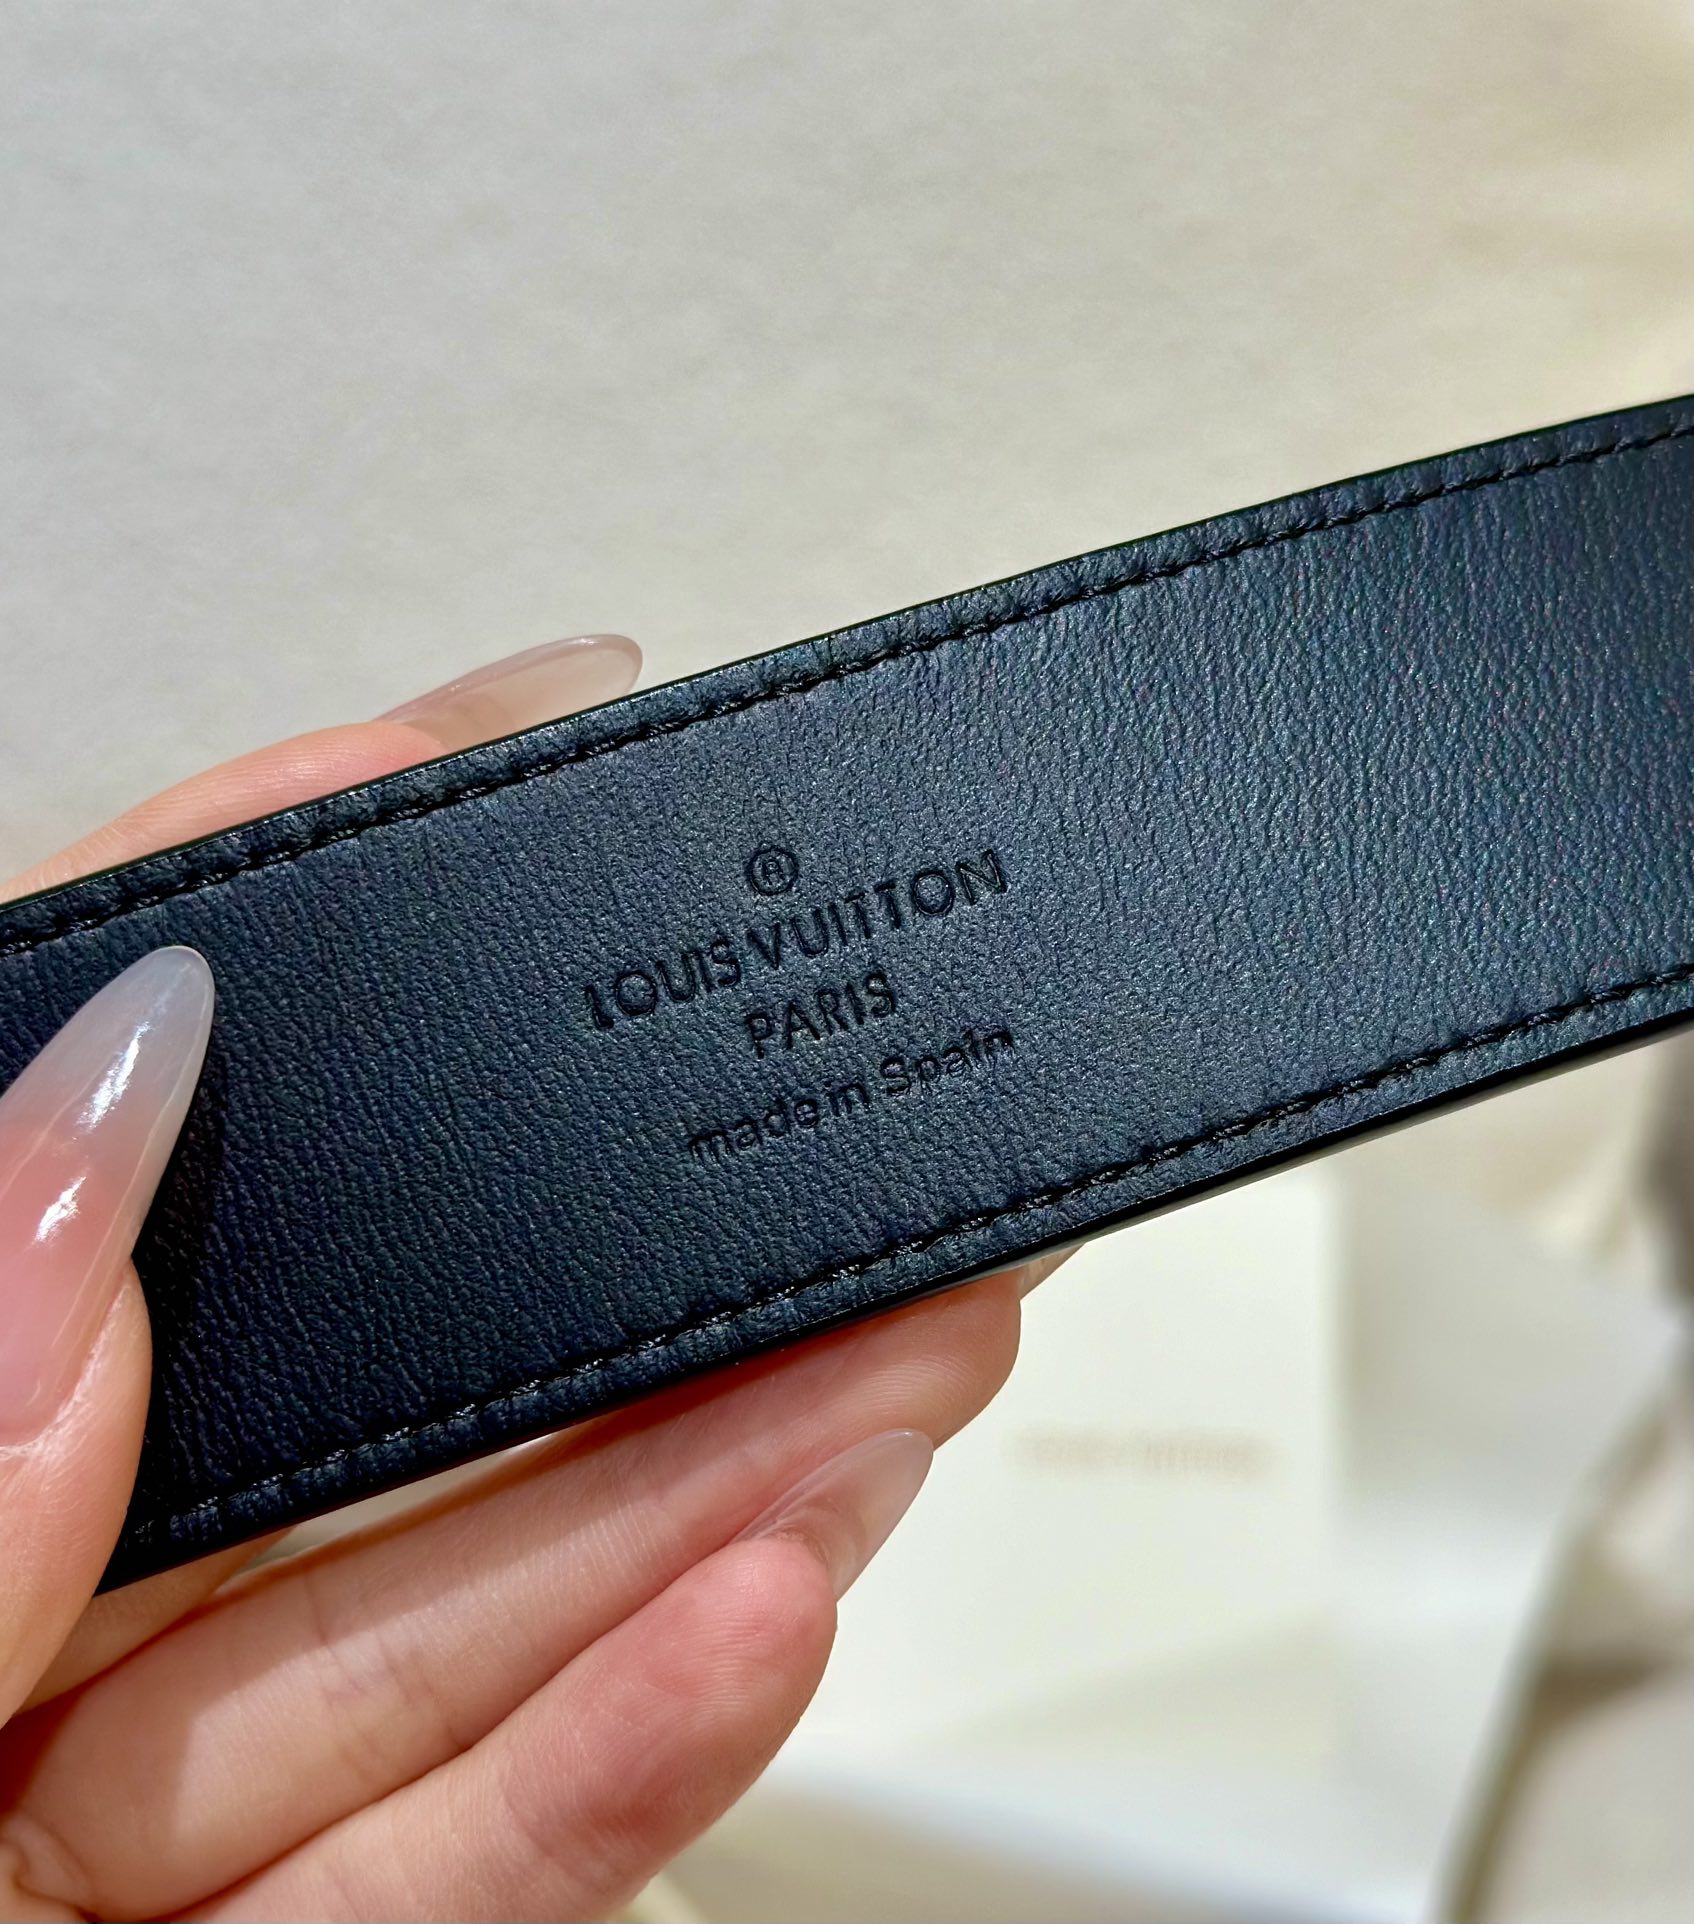 ®
LOUIS VUITTON
PARIS
made in Spain